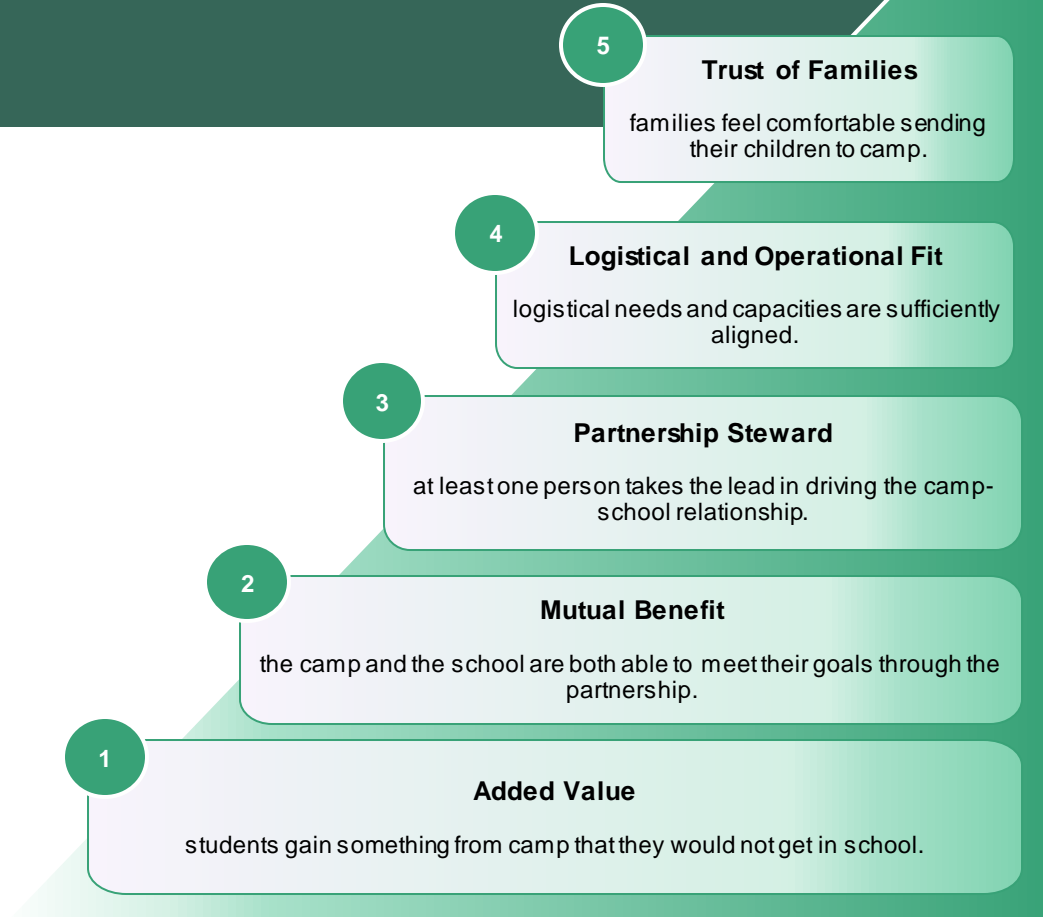 5
Trust of Families
families feel comfortable sending
their children to camp.
4
Logistical and Operational Fit
logistical needs and capacities are sufficiently
aligned.
3
Partnership Steward
at least one person takes the lead in driving the camp-
school relationship.
2
Mutual Benefit
the camp and the school are both able to meet their goals through the
partnership.
1
Added Value
students gain something from camp that they would not get in school.